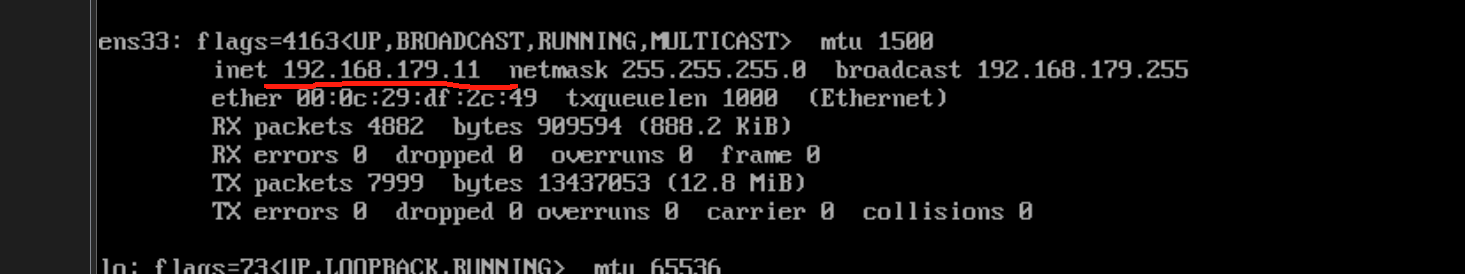 ens33: flags=4163<UP,BROADCAST,RUNNING,MULTICAST>  mtu 1500
inet 192.168.179.11  netmask 255.255.255.0  broadcast 192.168.179.255
ether 00:0c:29:df:2c:49  txqueuelen 1000  (Ethernet)
RX packets 4882  bytes 909594 (888.2 KiB)
RX errors 0  dropped 0  overruns 0  frame 0
TX packets 7999  bytes 13437053 (12.8 MiB)
TX errors 0  dropped 0 overruns 0  carrier 0  collisions 0
lo: flags=73<UP,LOOPBACK,RUNNING>  mtu 65536